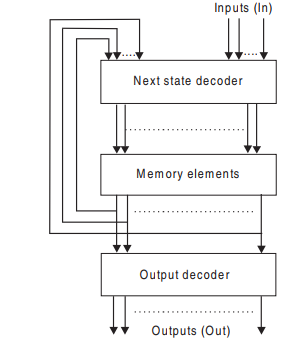 Inputs (In)
Next state decoder
Memory elements
Output decoder
Outputs (Out)